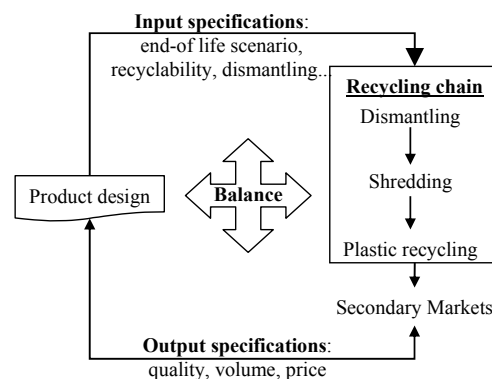 Input specifications:
end-of life scenario,
recyclability, dismantling...
Recycling chain
Dismantling
Shredding
Plastic recycling
Product design
Balance
Secondary Markets
Output specifications:
quality, volume, price